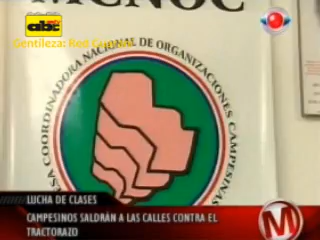 MCNOC
abc
Gentileza: Red Guaraní
MESA COORDINADORA NACIONAL DE ORGANIZACIONES CAMPESINAS
LUCHA DE CLASES
CAMPESINOS SALDRÁN A LAS CALLES CONTRA EL
TRACTORAZO
M